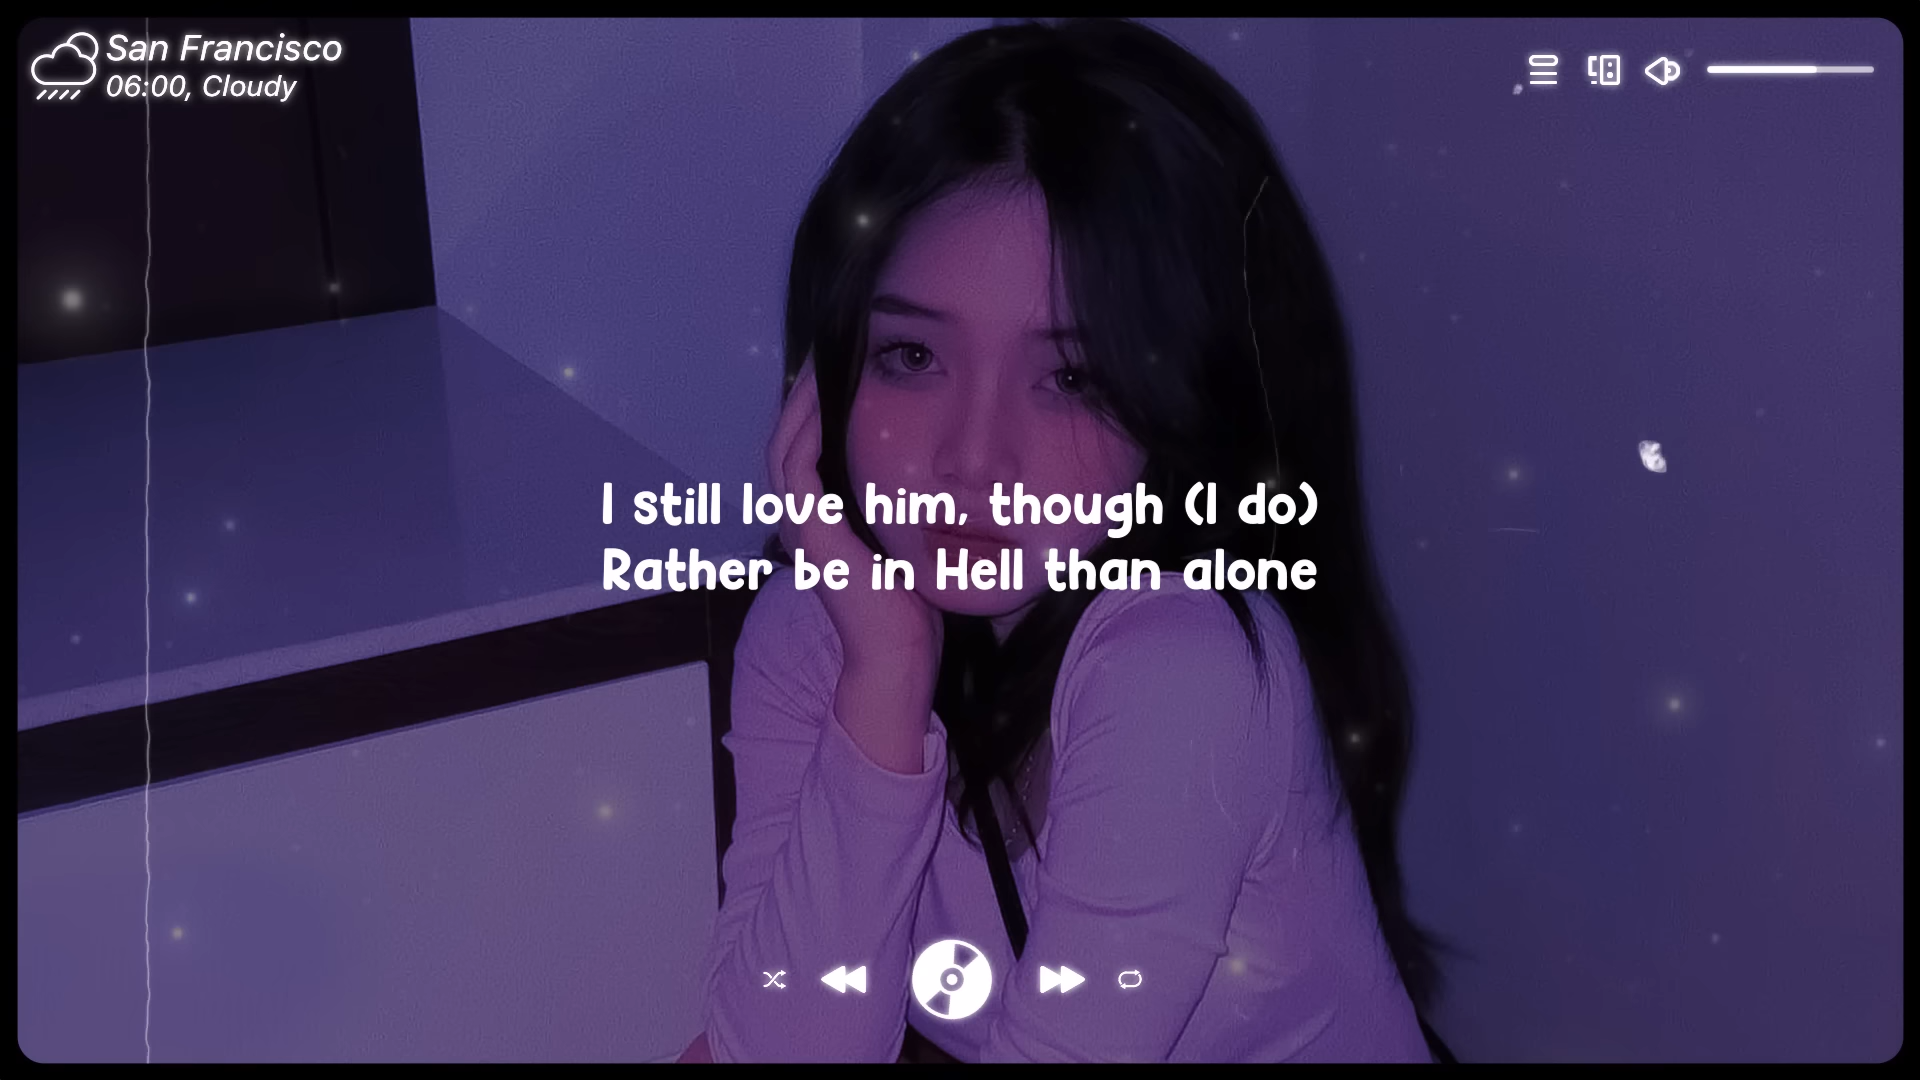 San Francisco
06:00, Cloudy
I still love him, though (I do)
Rather be in Hell than alone